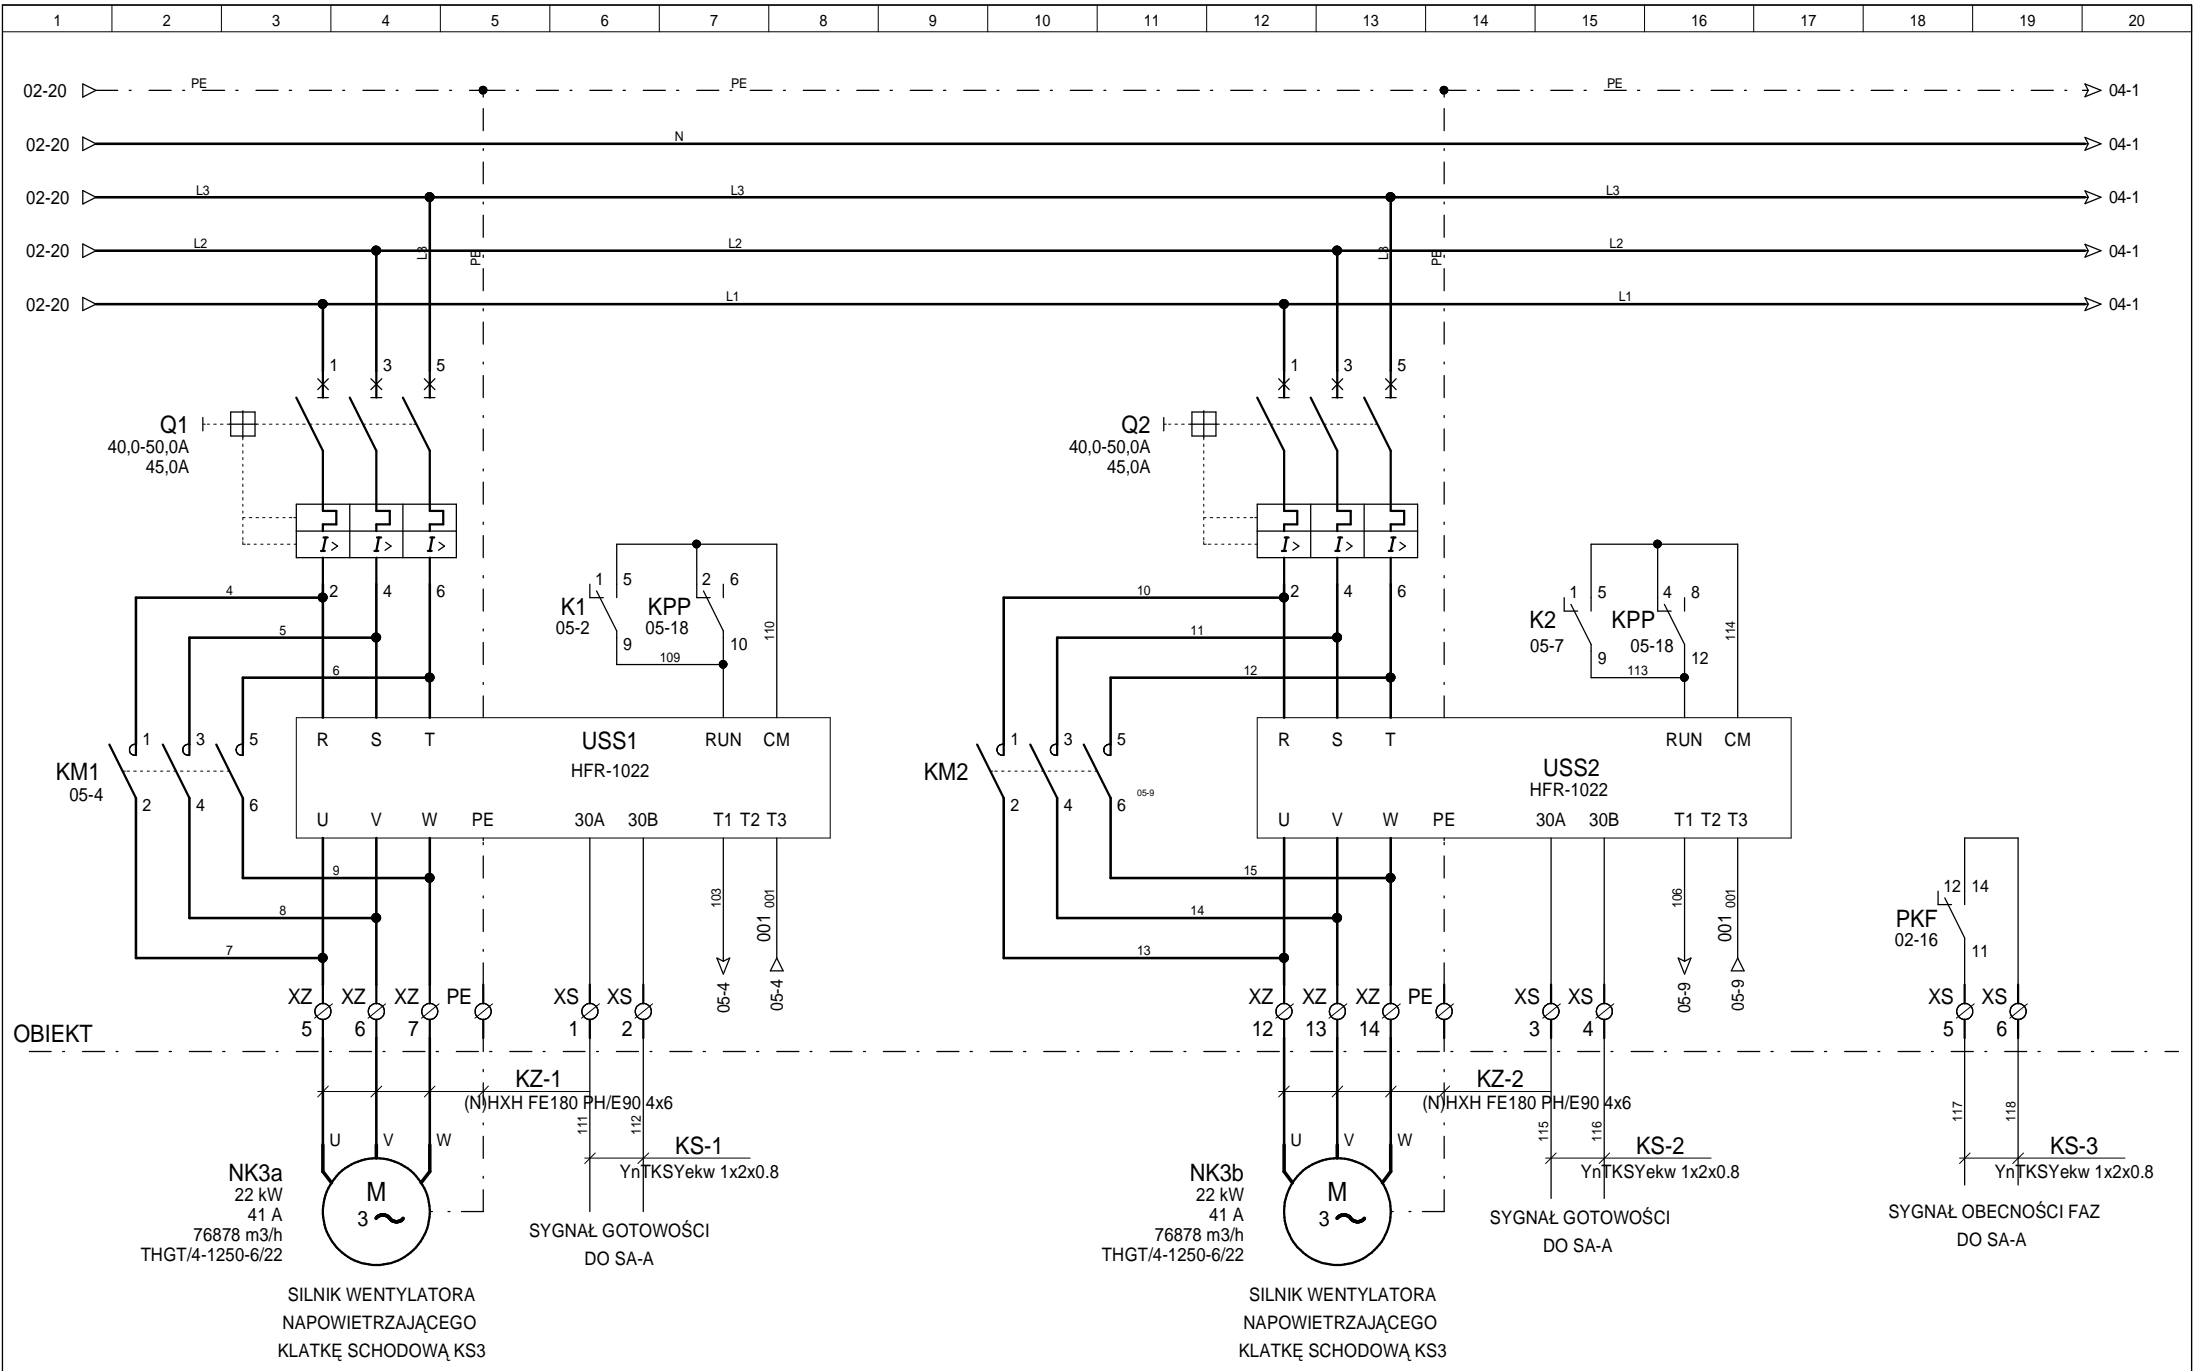 1 2 3 4 5 6 7 8 9 10 11 12 13 14 15 16 17 18 19 20
02-20 PE PE PE 04-1
02-20 N 04-1
02-20 L3 L3 L3 04-1
02-20 L2 L2 L2 04-1
L3 PE L3 PE
02-20 L1 L1 04-1
1 3 5
Q1
40,0-50,0A
45,0A
I> I> I>
2 4 6
4
5
6
1 3 5
KM1
05-4
2 4 6
1 5
K1
05-2
9
2 6
KPP
05-18
10
109
110
R S T RUN CM
USS1
HFR-1022
U V W PE 30A 30B T1 T2 T3
9
8
7
103
05-4
001 001
05-4
XZ XZ XZ PE XS XS
5 6 7 1 2
1 3 5
Q2
40,0-50,0A
45,0A
I> I> I>
2 4 6
10
11
12
1 3 5
KM2
05-9
2 4 6
1 5
K2
05-7
9
4 8
KPP
05-18
12
113
114
R S T RUN CM
USS2
HFR-1022
U V W PE 30A 30B T1 T2 T3
15
14
13
106
05-9
001 001
05-9
XZ XZ XZ PE XS XS
12 13 14 3 4
12 14
PKF
02-16
11
XS XS
5 6
OBIEKT
KZ-1
(N)HXH FE180 PH/E90 4x6
111 112
KS-1
YnTKSYekw 1x2x0.8
U V W
NK3a
22 kW
41 A
76878 m3/h
THGT/4-1250-6/22
M
3
SYGNAŁ GOTOWOŚCI
DO SA-A
SILNIK WENTYLATORA
NAPOWIETRZAJĄCEGO
KLATKĘ SCHODOWĄ KS3
KZ-2
(N)HXH FE180 PH/E90 4x6
115 116
KS-2
YnTKSYekw 1x2x0.8
U V W
NK3b
22 kW
41 A
76878 m3/h
THGT/4-1250-6/22
M
3
SYGNAŁ GOTOWOŚCI
DO SA-A
SILNIK WENTYLATORA
NAPOWIETRZAJĄCEGO
KLATKĘ SCHODOWĄ KS3
117 118
KS-3
YnTKSYekw 1x2x0.8
SYGNAŁ OBECNOŚCI FAZ
DO SA-A